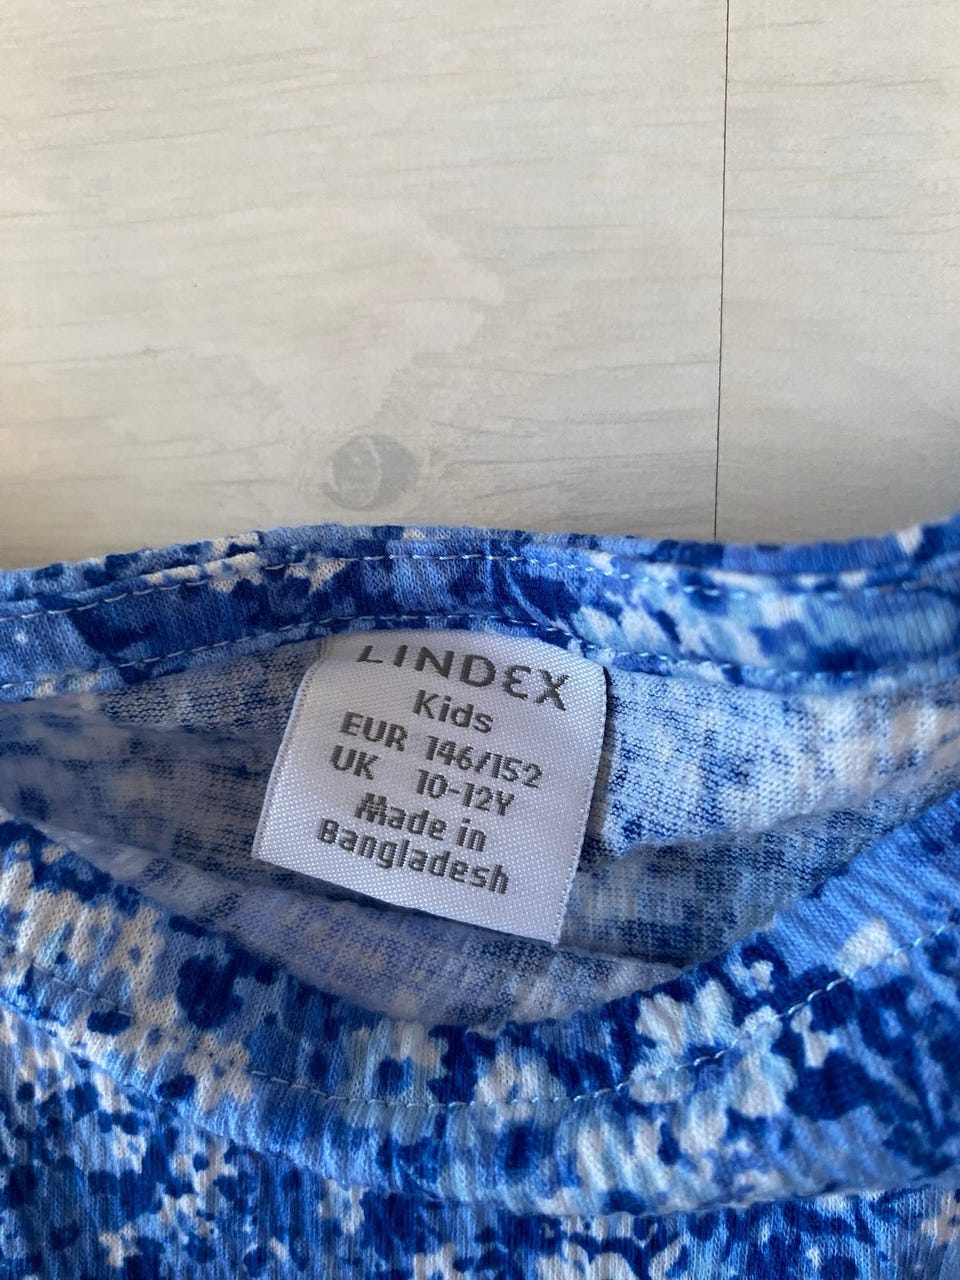 LINDEX
Kids
EUR 146/152
UK 10-12Y
Made in
Bangladesh